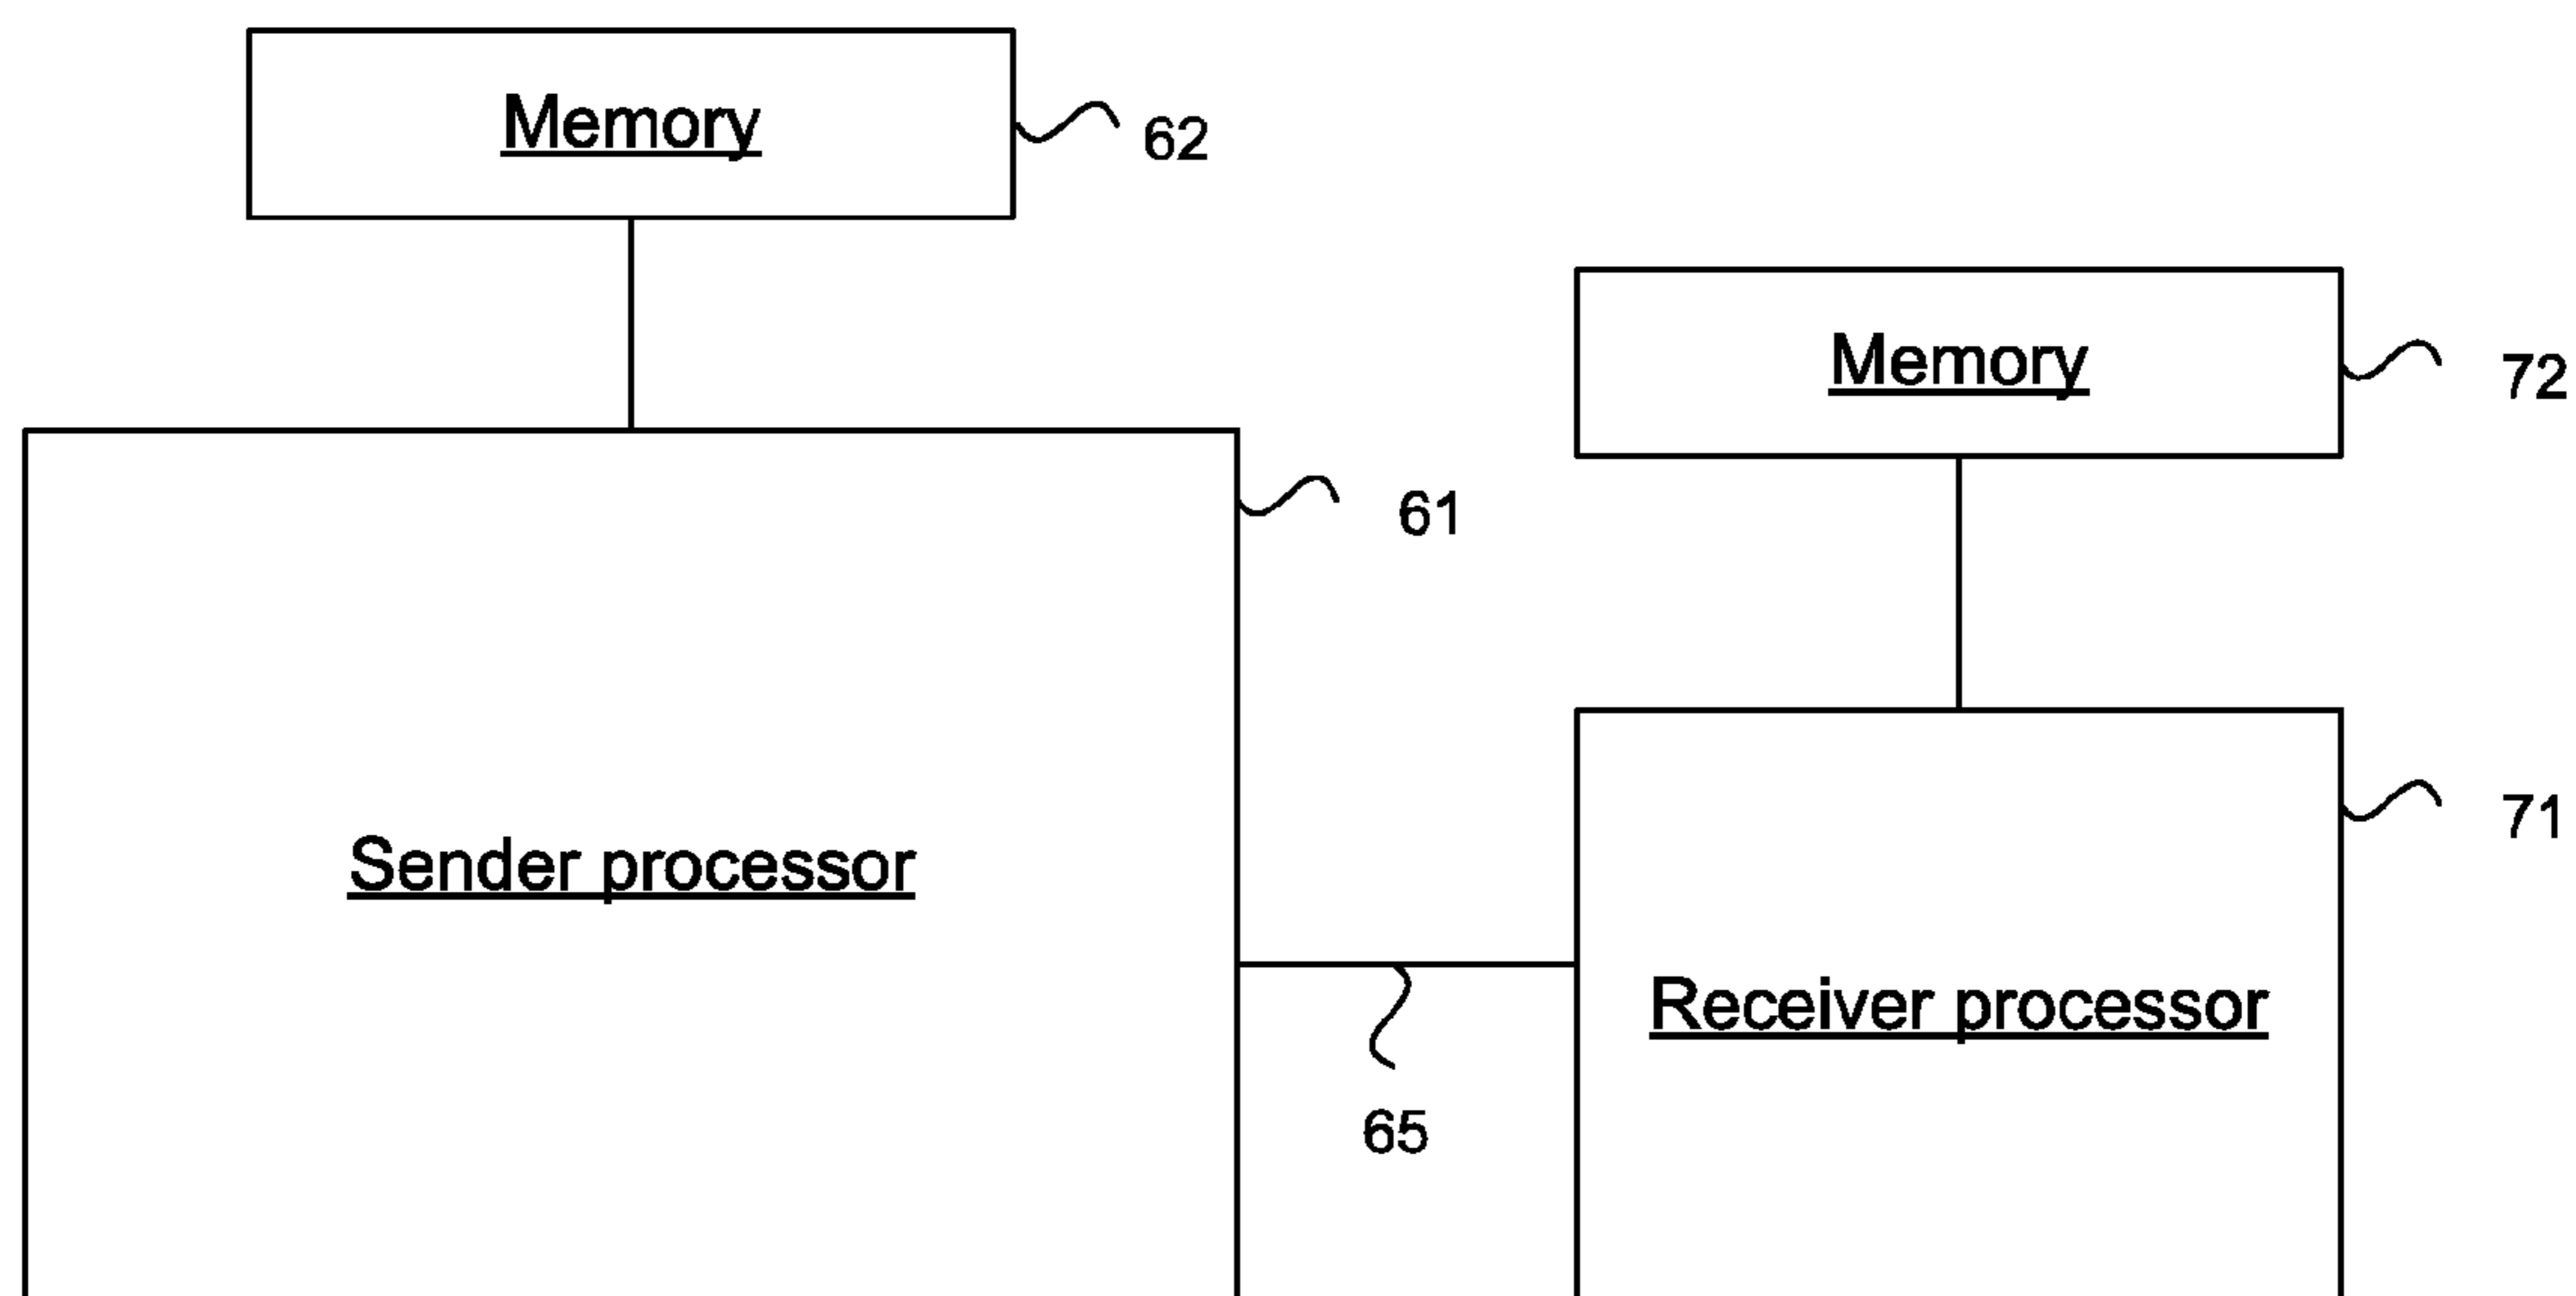 Memory
62
Memory
72
61
71
Sender processor
Receiver processor
65